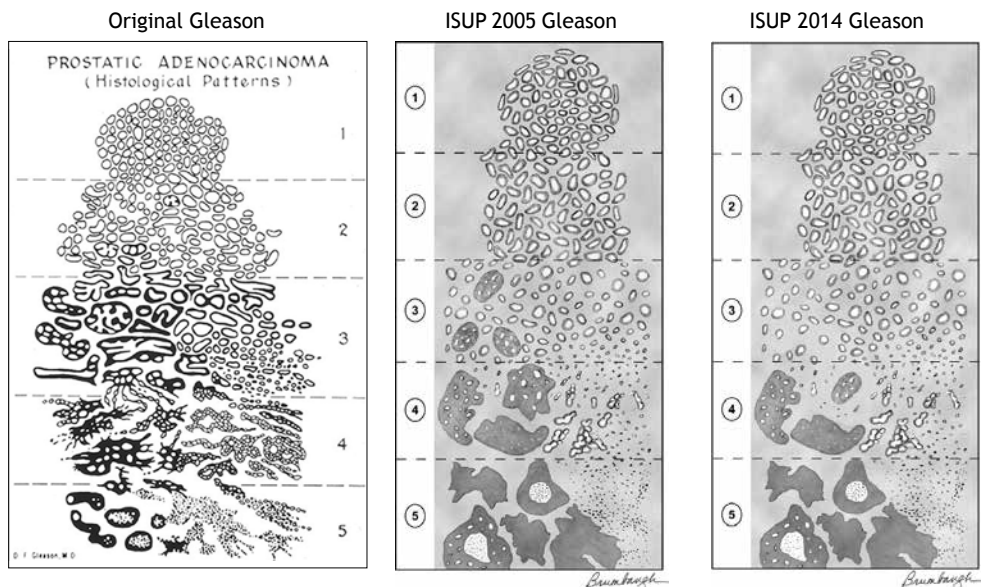 Original Gleason
ISUP 2005 Gleason
ISUP 2014 Gleason
PROSTATIC ADENOCARCINOMA
(Histological Patterns)
1
2
3
4
5
D. F. Gleason, M.D.
1
2
3
4
5
Brumbaugh
1
2
3
4
5
Brumbaugh